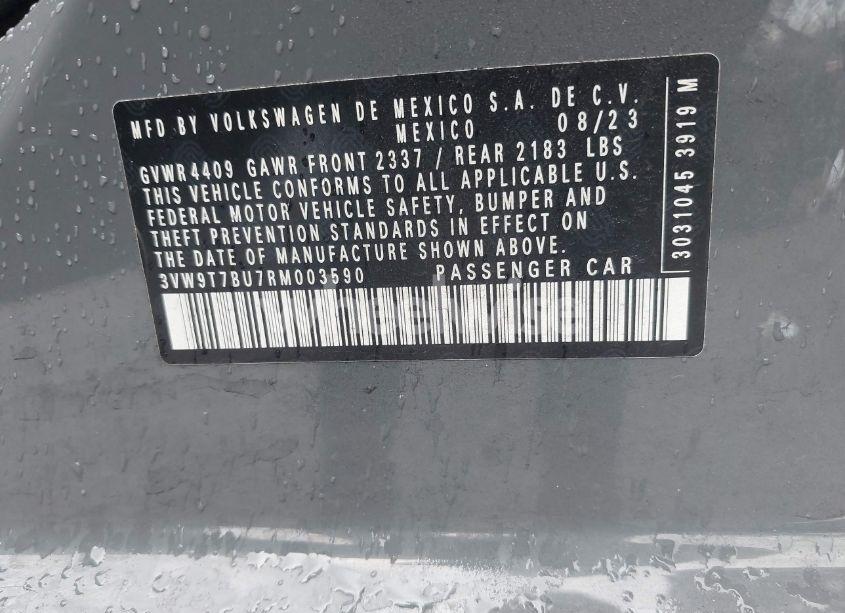 MFD BY VOLKSWAGEN DE MEXICO S.A. DE C.V.
MEXICO 08/23
GVWR4409 GAWR FRONT 2337 / REAR 2183 LBS
THIS VEHICLE CONFORMS TO ALL APPLICABLE U.S.
FEDERAL MOTOR VEHICLE SAFETY, BUMPER AND
THEFT PREVENTION STANDARDS IN EFFECT ON
THE DATE OF MANUFACTURE SHOWN ABOVE.
3VW9T7BU7RM003590 PASSENGER CAR
3031045 3919 M